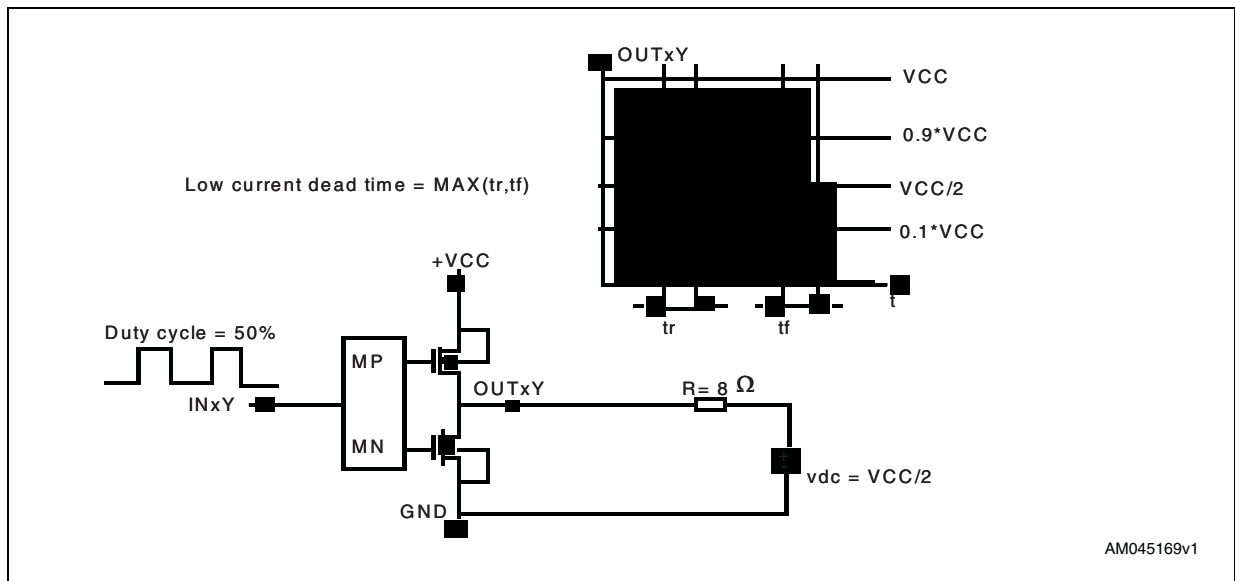 OUTxY
VCC
0.9*VCC
Low current dead time = MAX(tr,tf)
VCC/2
0.1*VCC
+VCC
t
tr
tf
Duty cycle = 50%
MP
OUTxY
R= 8 Ω
INxY
MN
+
-
vdc = VCC/2
GND
AM045169v1